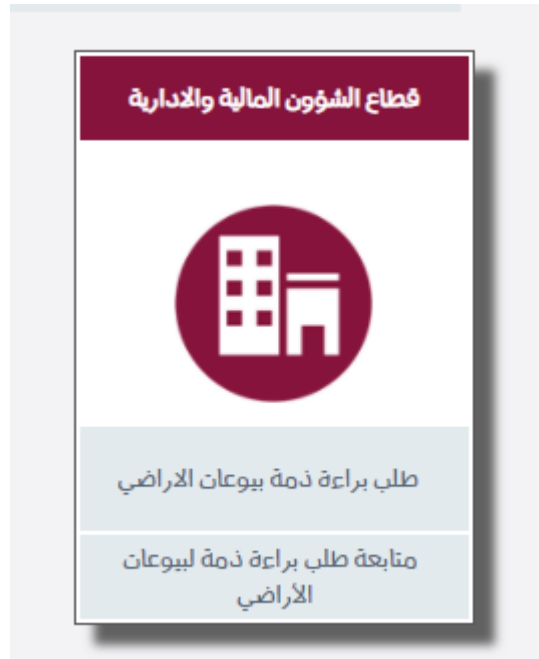 قطاع الشؤون المالية والادارية
طلب براءة ذمة بيوعات الاراضي
متابعة طلب براءة ذمة لبيوعات
الأراضي